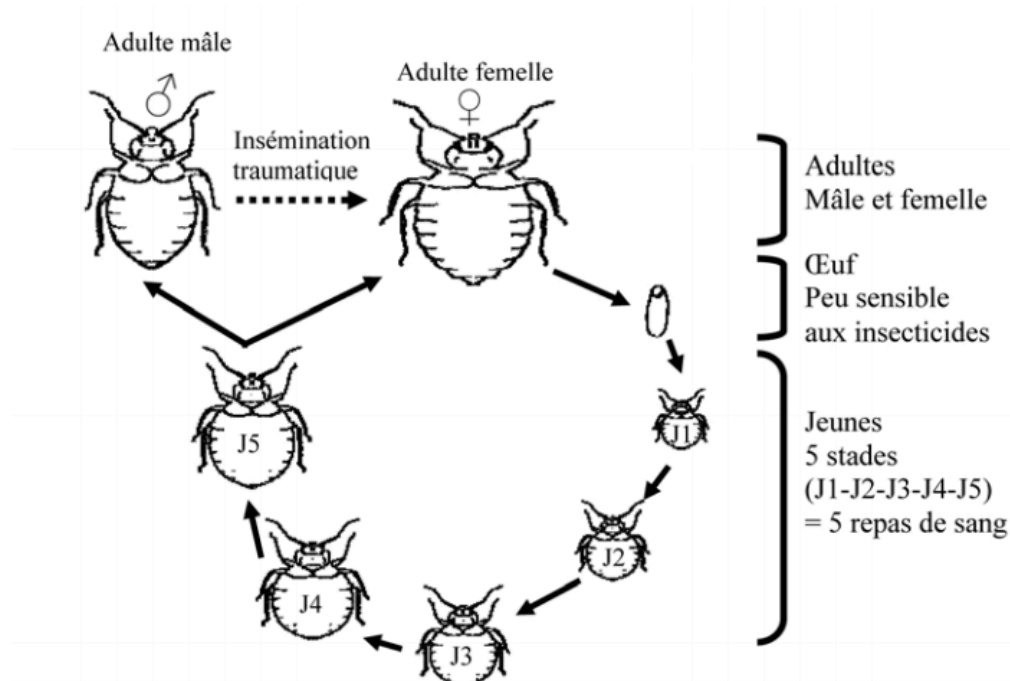 Adulte mâle
♂
Adulte femelle
♀
Insémination
traumatique
Adultes
Mâle et femelle
Œuf
Peu sensible
aux insecticides
Jeunes
5 stades
(J1-J2-J3-J4-J5)
= 5 repas de sang
J1
J2
J3
J4
J5